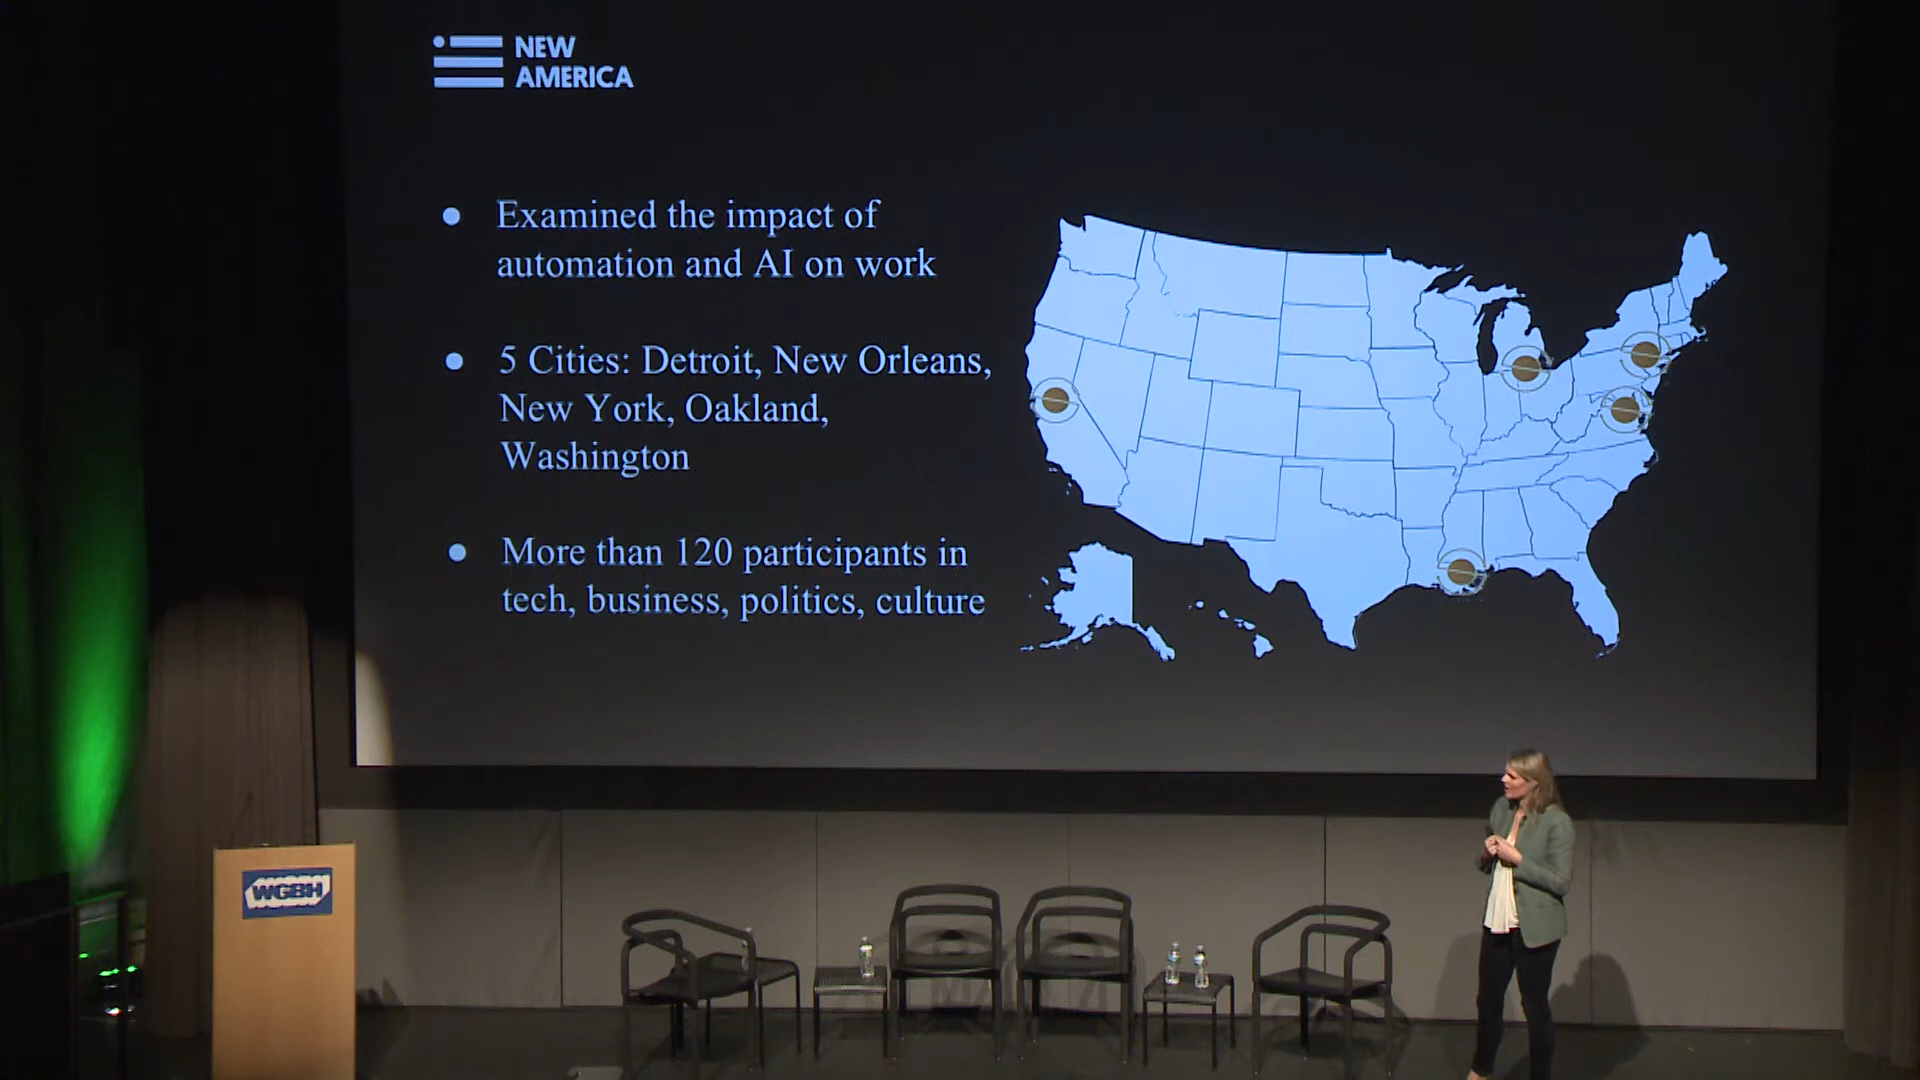 NEW
AMERICA
Examined the impact of
automation and AI on work
5 Cities: Detroit, New Orleans,
New York, Oakland,
Washington
More than 120 participants in
tech, business, politics, culture
WGBH